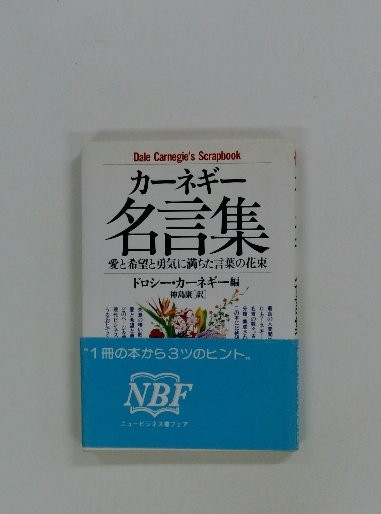 Dale Carnegie's Scrapbook
カーネギー
名言集
愛と希望と勇気に満ちた言葉の花束
ドロシー・カーネギー編
神島康[訳]
"1冊の本から3ツのヒント„
NBF
ニュービジネス書フェア